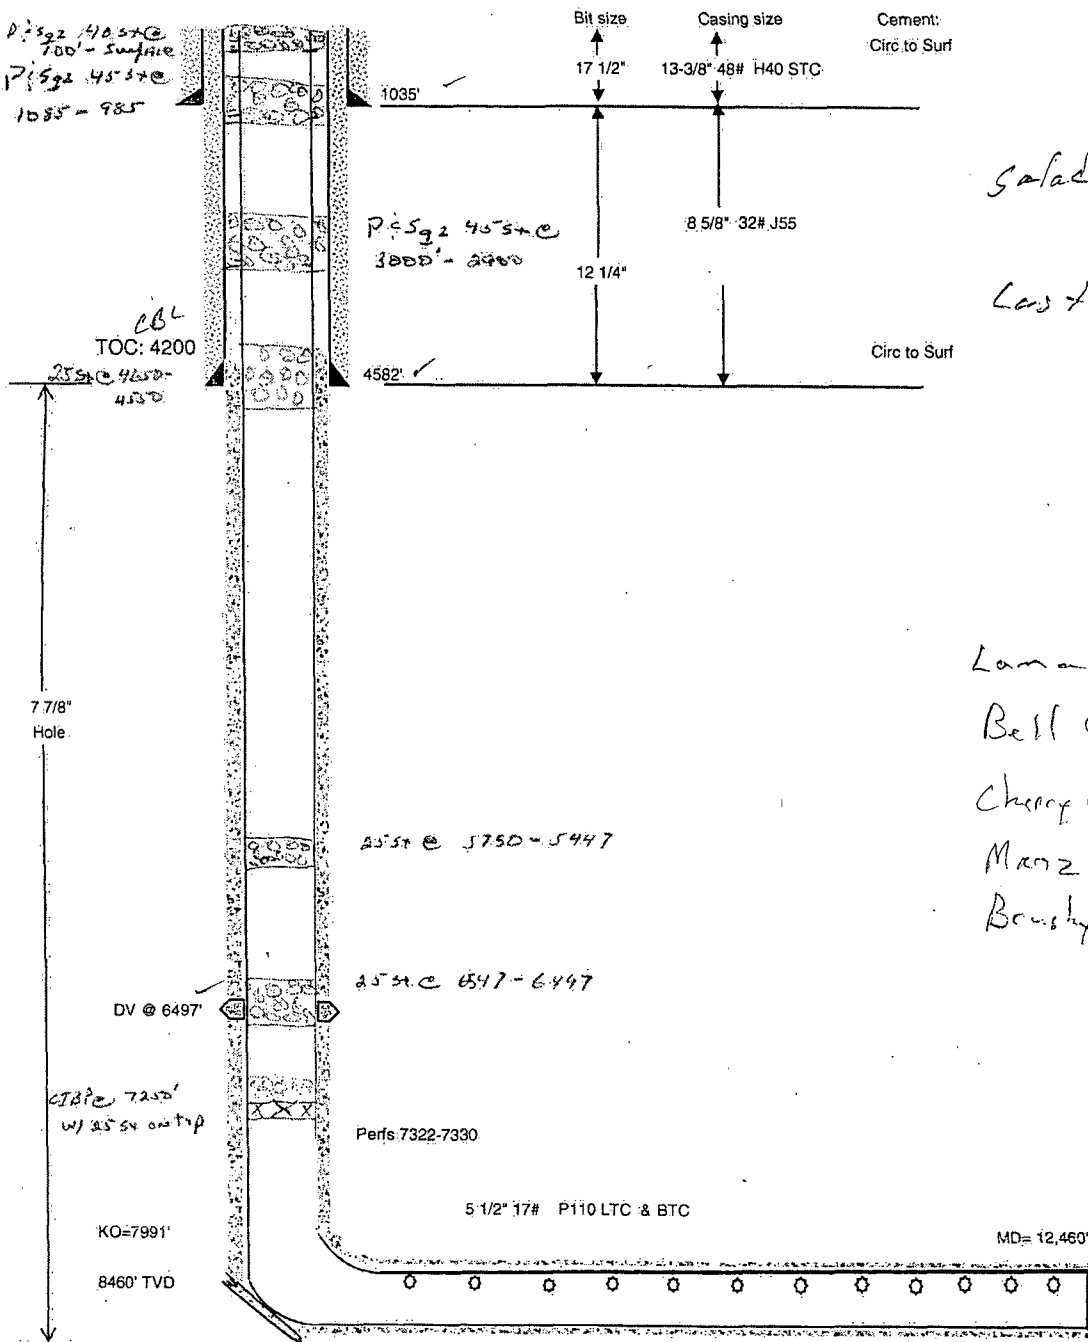 Bit size Casing size Cement:
P & Sqz 40 sx @
100' - Surface
17 1/2" 13-3/8" 48# H40 STC Circ to Surf
P & Sqz 45 sx @
1085 - 985
1035'
Salad
8 5/8" 32# J55
P & Sqz 45 sx @
3000' - 2900
12 1/4"
CBL
TOC: 4200
Circ to Surf
25 sx @ 4650-
4582'
7 7/8"
Hole
Bell
Cherry
25 sx @ 5750 - 5447
Brushy
25 sx @ 6547 - 6447
DV @ 6497'
CIBP @ 7250'
w/ 25 sx on top
Perfs 7322-7330
5 1/2" 17# P110 LTC & BTC
KO=7991'
MD= 12,460'
8460' TVD